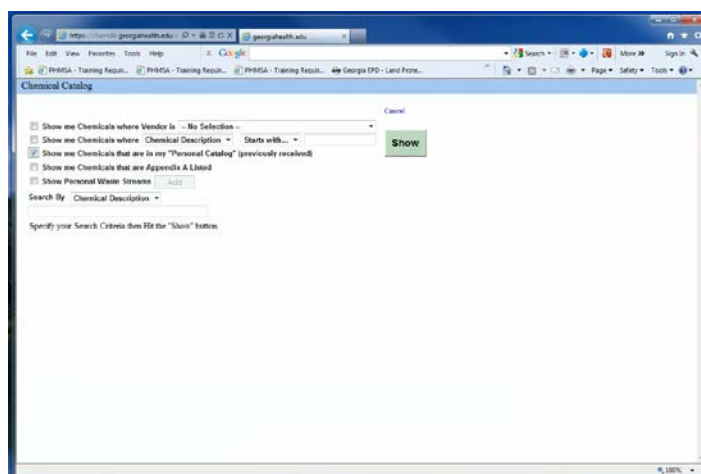 georgiahealth.edu
georgiahealth.edu X
File Edit View Favorites Tools Help X Google Search More >> Sign In
PHMSA - Training Requir... PHMSA - Training Requir... PHMSA - Training Requir... Georgia EPD - Land Prote... Page Safety Tools
Chemical Catalog
Cancel
Show me Chemicals where Vendor is -- No Selection --
Show me Chemicals where Chemical Description Starts with...
Show
Show me Chemicals that are in my "Personal Catalog" (previously received)
Show me Chemicals that are Appendix A Listed
Show Personal Waste Streams Add
Search By Chemical Description
Specify your Search Criteria then Hit the "Show" button.
100%